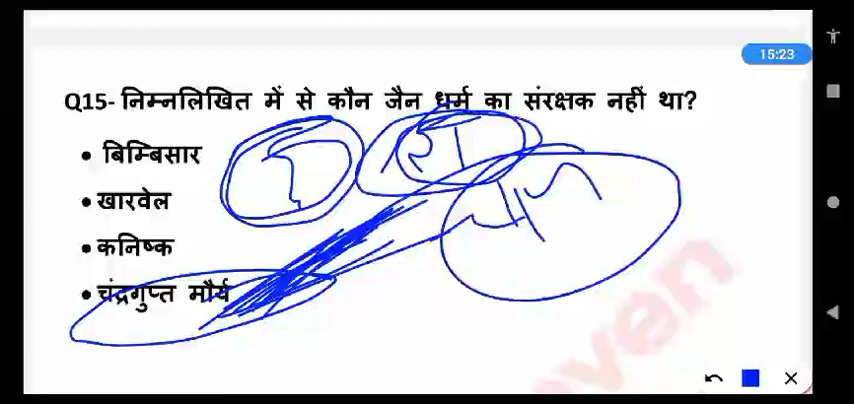 15:23
Q15- निम्नलिखित में से कौन जैन धर्म का संरक्षक नहीं था?
• बिम्बिसार
• खारवेल
• कनिष्क
• चंद्रगुप्त मौर्य